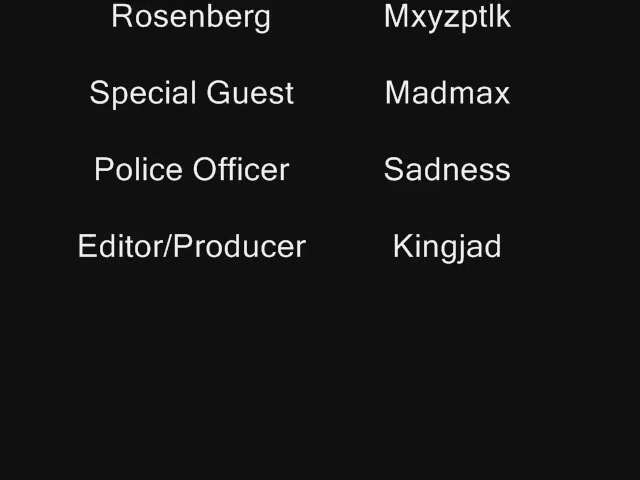 Rosenberg Mxyzptlk
Special Guest Madmax
Police Officer Sadness
Editor/Producer Kingjad